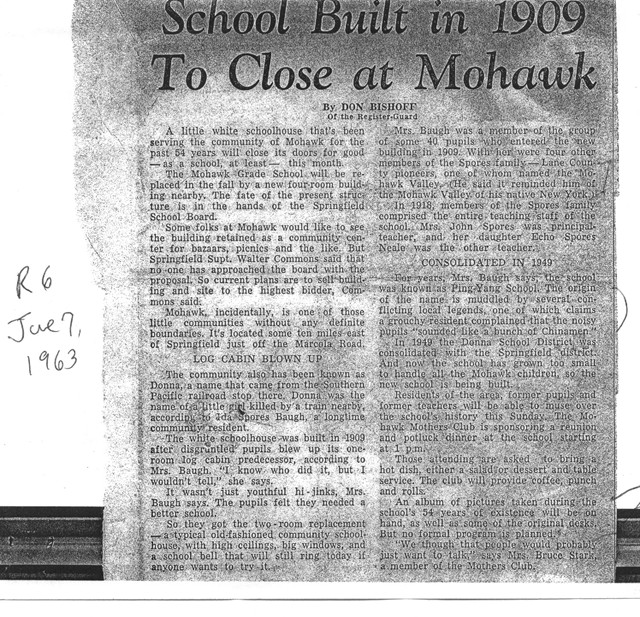 School Built in 1909
To Close at Mohawk
By DON BISHOFF
Of the Register-Guard
A little white schoolhouse that's been
serving the community of Mohawk for the
past 54 years will close its doors for good
—as a school, at least— this month.
The Mohawk Grade School will be re-
placed in the fall by a new four-room build-
ing nearby. The fate of the present struc-
ture is in the hands of the Springfield
School Board.
Some folks at Mohawk would like to see
the building retained as a community cen-
ter for bazaars, picnics and the like. But
Springfield Supt. Walter Commons said that
no one has approached the board with the
proposal. So current plans are to sell build-
ing and site to the highest bidder, Com-
mons said.
Mohawk, incidentally, is one of those
little communities without any definite
boundaries. It's located some ten miles east
of Springfield just off the Marcola Road.
LOG CABIN BLOWN UP
The community also has been known as
Donna, a name that came from the Southern
Pacific railroad stop there. Donna was the
name of a little girl killed by a train nearby,
according to Ida Spores Baugh, a longtime
community resident.
The white schoolhouse was built in 1909
after disgruntled pupils blew up its one-
room log cabin predecessor, according to
Mrs. Baugh. "I know who did it, but I
wouldn't tell," she says.
It wasn't just youthful hi-jinks, Mrs.
Baugh says. The pupils felt they needed a
better school.
So they got the two-room replacement
—a typical old-fashioned community school-
house, with high ceilings, big windows, and
a school bell that will still ring today if
anyone wants to try it.
Mrs. Baugh was a member of the group
of some 40 pupils who entered the new
building in 1909. With her were four other
members of the Spores family — Lane Coun-
ty pioneers, one of whom named the Mo-
hawk Valley. (He said it reminded him of
the Mohawk Valley of his native New York.)
In 1918, members of the Spores family
comprised the entire teaching staff of the
school. Mrs. John Spores was principal-
teacher, and her daughter Echo Spores
Neale was the other teacher.
CONSOLIDATED IN 1949
For years, Mrs. Baugh says, the school
was known as Ping-Yang School. The origin
of the name is muddled by several con-
flicting local legends, one of which claims
a grouchy resident complained that the noisy
pupils "sounded like a bunch of Chinamen."
In 1949 the Donna School District was
consolidated with the Springfield district.
And now the school has grown too small
to handle all the Mohawk children, so the
new school is being built.
Residents of the area, former pupils and
former teachers will be able to muse over
the school's history this Sunday. The Mo-
hawk Mothers Club is sponsoring a reunion
and potluck dinner at the school starting
at 1 p.m.
Those attending are asked to bring a
hot dish, either a salad or dessert and table
service. The club will provide coffee, punch
and rolls.
An album of pictures taken during the
school's 54 years of existence will be on
hand, as well as some of the original desks.
But no formal program is planned.
"We though that people would probably
just want to talk," says Mrs. Bruce Stark,
a member of the Mothers Club.
R6
June 7,
1963